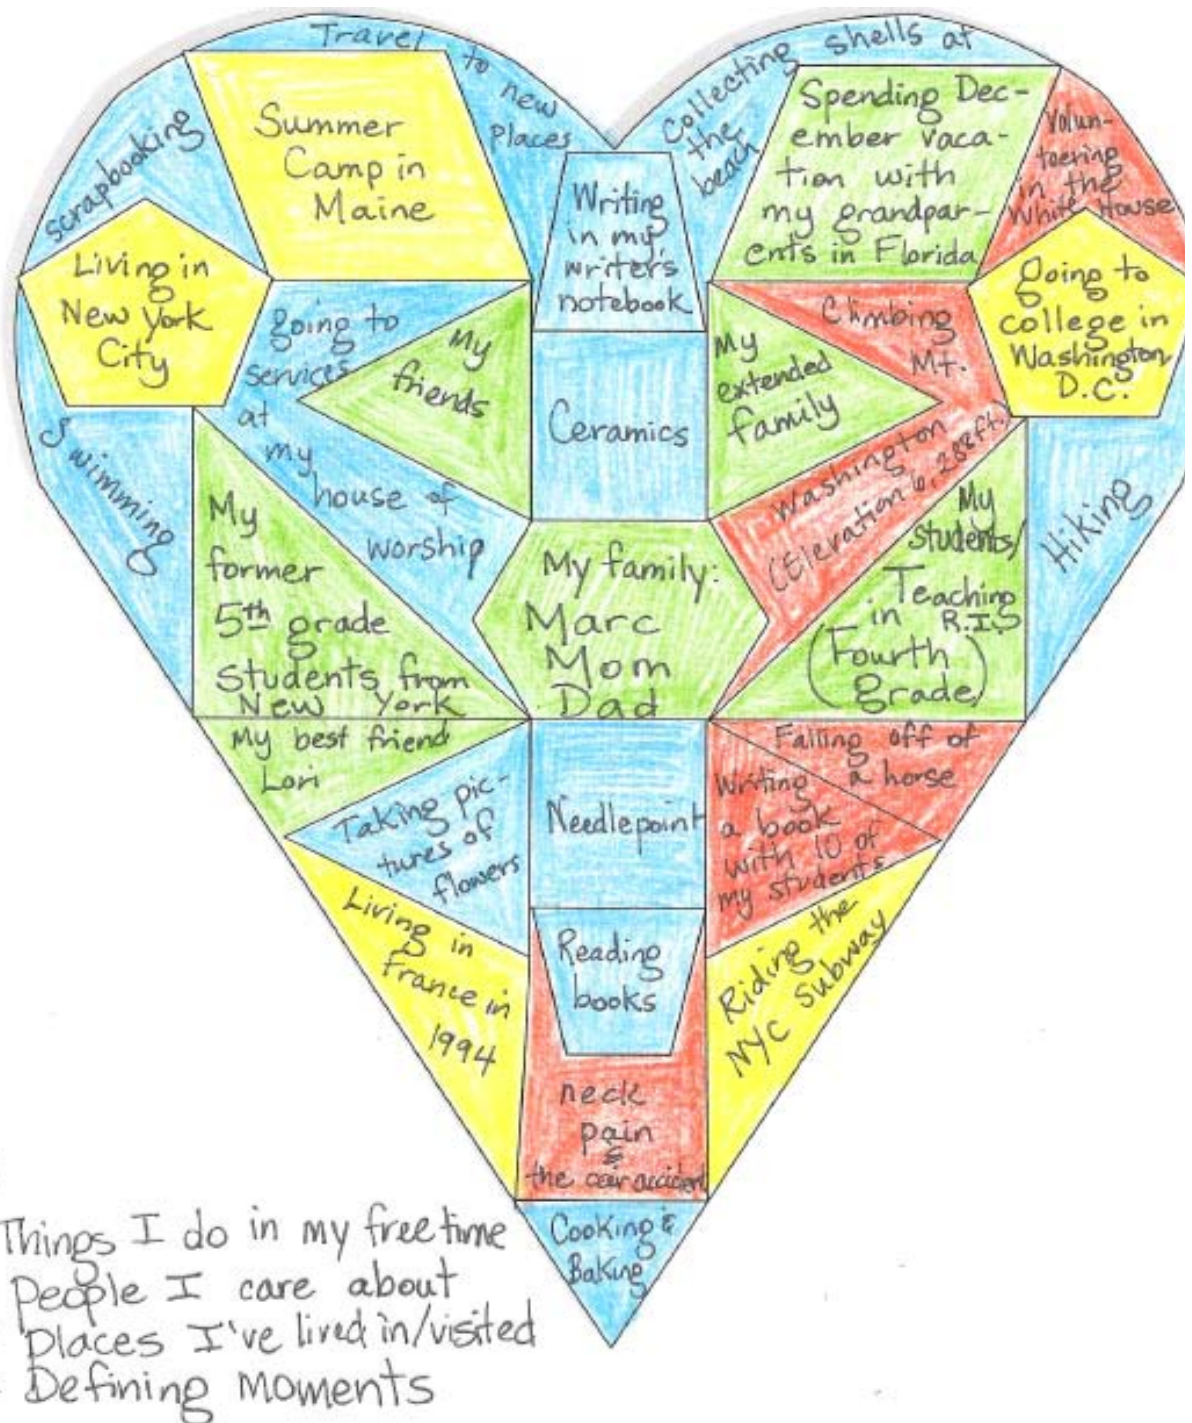 Travel
to
new
Places
Collecting shells at
the
beach
scrapbooking
Summer
Camp in
Maine
Writing
in my
writer's
notebook
Spending Dec-
ember vaca-
tion with
my grandpar-
ents in Florida
Volun-
teering
in the
White House
Living in
New York
City
going to
services
at
my
house of
worship
My
friends
Ceramics
My
extended
family
Climbing
Mt.
Washington
(Elevation 6,288ft.)
Going to
college in
Washington,
D.C.
Swimming
My
former
5th grade
students from
New York
My family:
Marc
Mom
Dad
My
students/
Teaching
in R.I.
(Fourth
grade)
Hiking
My best friend
Lori
Taking pic-
tures of
flowers
Needlepoint
Falling off of
a horse
Writing
a book
with 10 of
my students
Living in
France in
1994
Reading
books
Riding the
NYC Subway
neck
pain
&
the car accident
Cooking &
Baking
Things I do in my free time
People I care about
Places I've lived in/visited
Defining Moments